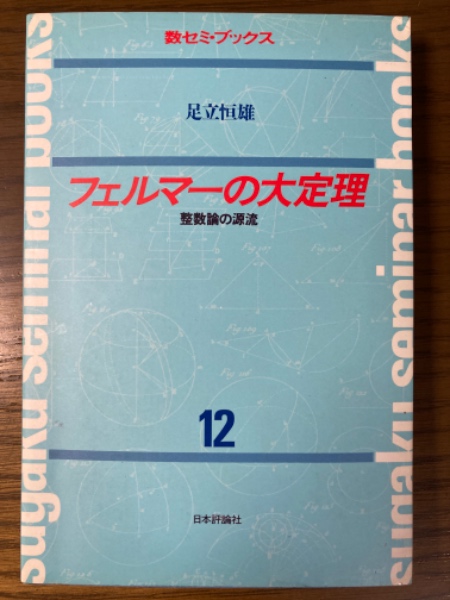 数セミ・ブックス
足立恒雄
フェルマーの大定理
整数論の源流
12
日本評論社
sugaku seminar books
sugaku seminar books